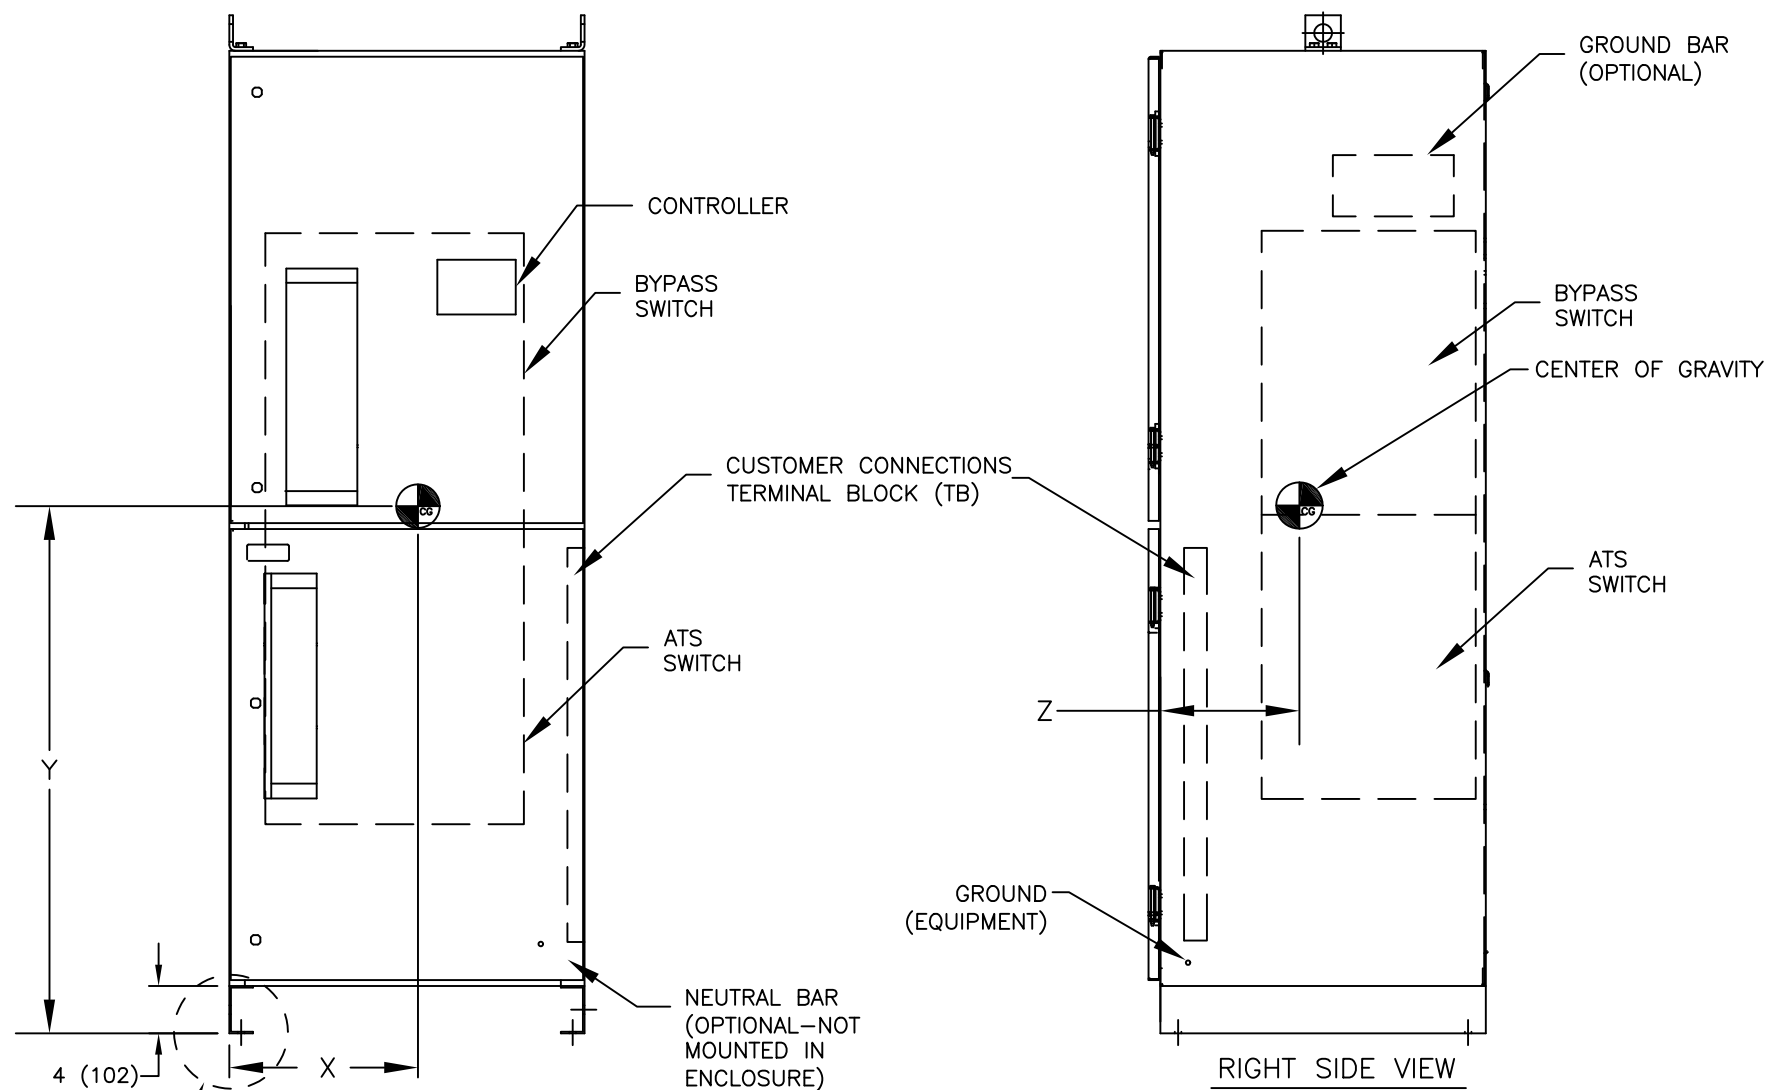 GROUND BAR
(OPTIONAL)
CONTROLLER
BYPASS
SWITCH
BYPASS
SWITCH
CENTER OF GRAVITY
CUSTOMER CONNECTIONS
TERMINAL BLOCK (TB)
CG
CG
ATS
SWITCH
ATS
SWITCH
Z
Y
GROUND
(EQUIPMENT)
NEUTRAL BAR
(OPTIONAL-NOT
MOUNTED IN
ENCLOSURE)
4 (102)
X
RIGHT SIDE VIEW